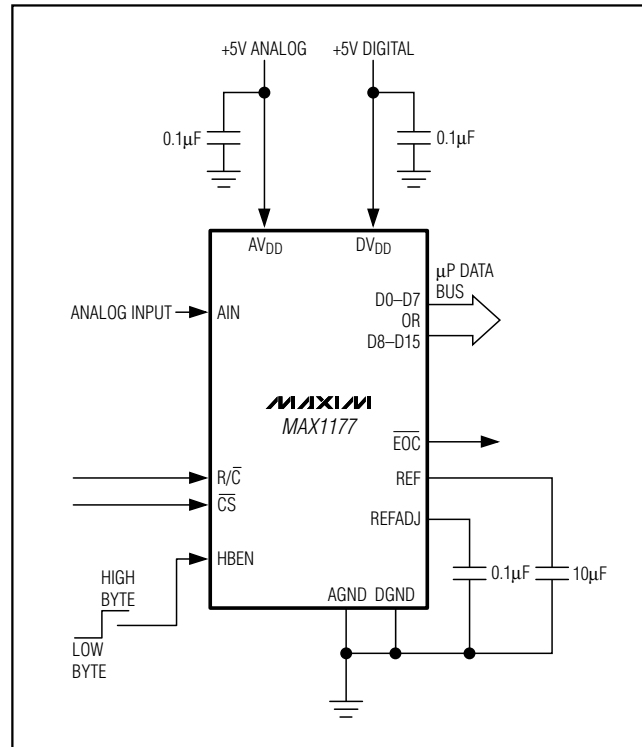 +5V ANALOG
+5V DIGITAL
0.1µF
0.1µF
AVDD
DVDD
µP DATA
BUS
ANALOG INPUT
AIN
D0–D7
OR
D8–D15
MAXIM
MAX1177
EOC
R/C
REF
CS
REFADJ
HBEN
HIGH
BYTE
0.1µF
10µF
AGND
DGND
LOW
BYTE